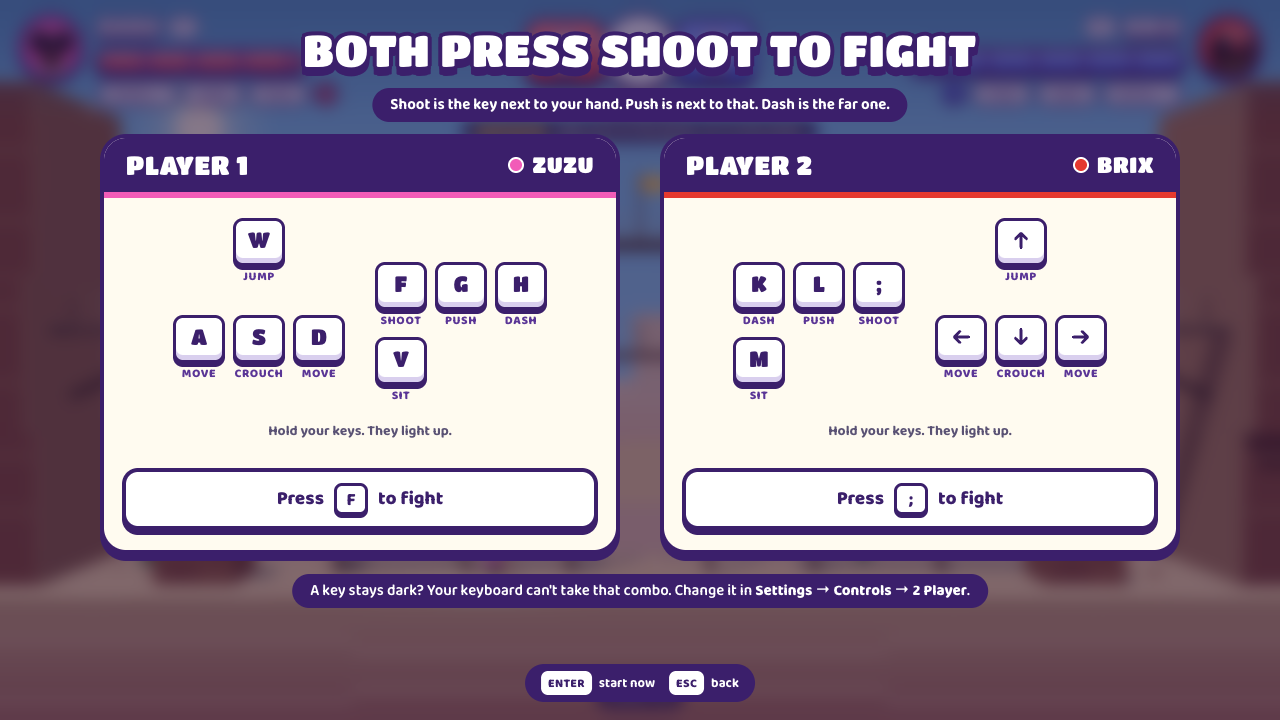 BOTH PRESS SHOOT TO FIGHT
Shoot is the key next to your hand. Push is next to that. Dash is the far one.
PLAYER 1
ZUZU
W
JUMP
F G H
SHOOT PUSH DASH
A S D
MOVE CROUCH MOVE
V
SIT
Hold your keys. They light up.
Press F to fight
PLAYER 2
BRIX
↑
JUMP
K L ;
DASH PUSH SHOOT
← ↓ →
MOVE CROUCH MOVE
M
SIT
Hold your keys. They light up.
Press ; to fight
A key stays dark? Your keyboard can't take that combo. Change it in Settings → Controls → 2 Player.
ENTER start now ESC back